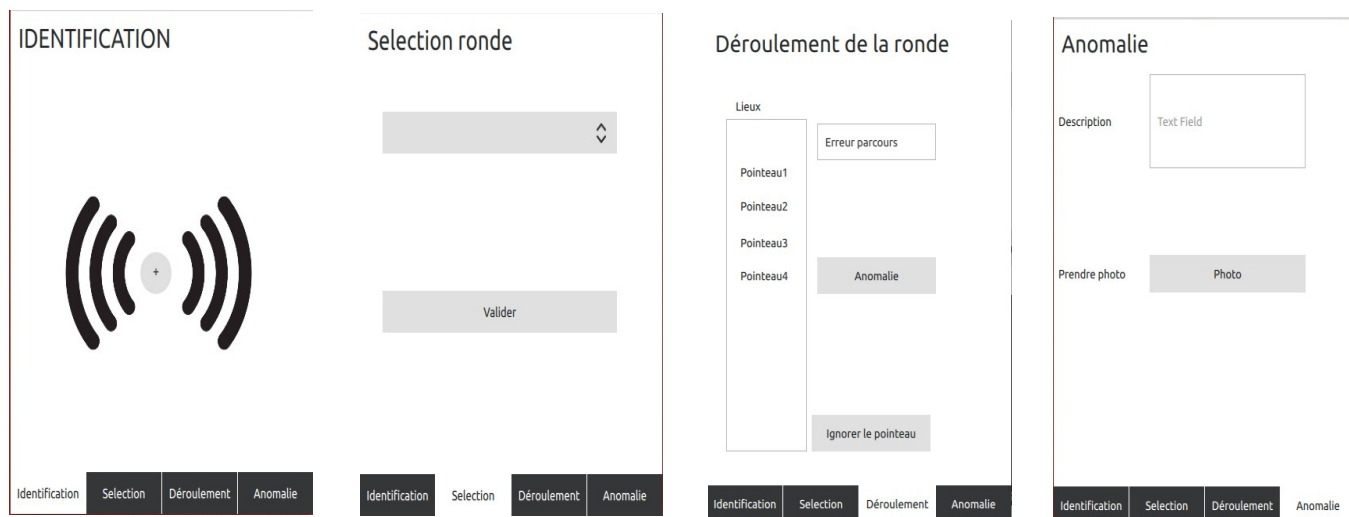 IDENTIFICATION
+
Identification Selection Déroulement Anomalie
Selection ronde
Valider
Identification Selection Déroulement Anomalie
Déroulement de la ronde
Lieux
Erreur parcours
Pointeau1
Pointeau2
Pointeau3
Pointeau4 Anomalie
Ignorer le pointeau
Identification Selection Déroulement Anomalie
Anomalie
Description Text Field
Prendre photo Photo
Identification Selection Déroulement Anomalie